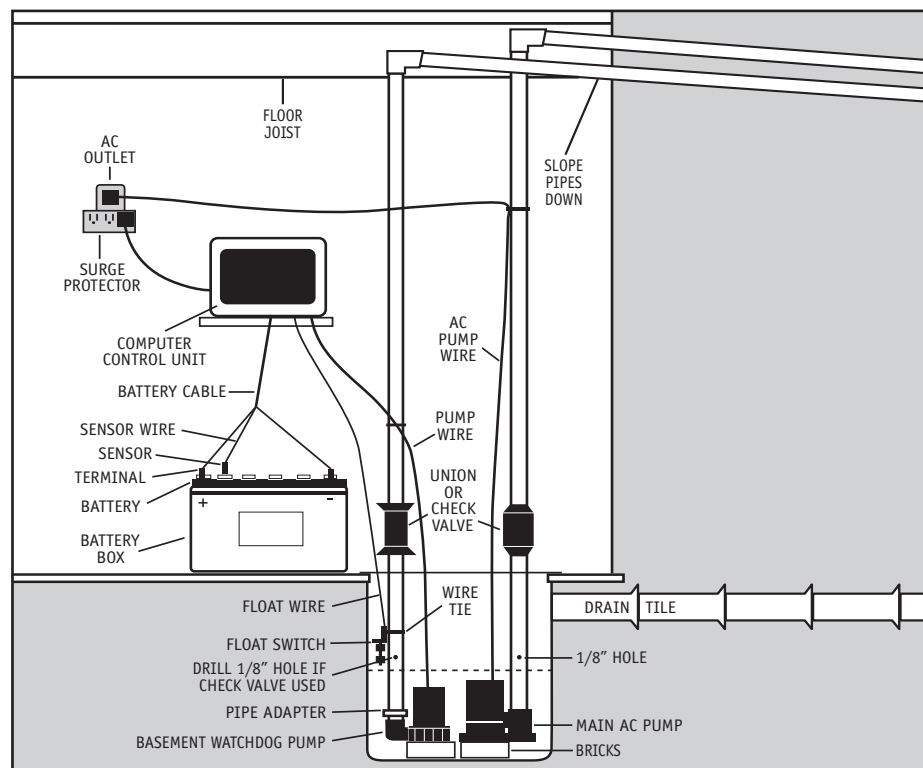 FLOOR
JOIST
AC
OUTLET
SLOPE
PIPES
DOWN
SURGE
PROTECTOR
COMPUTER
CONTROL UNIT
AC
PUMP
WIRE
BATTERY CABLE
SENSOR WIRE
PUMP
WIRE
SENSOR
TERMINAL
UNION
OR
CHECK
VALVE
BATTERY
+ -
BATTERY
BOX
FLOAT WIRE
WIRE
TIE
DRAIN TILE
FLOAT SWITCH
DRILL 1/8” HOLE IF
CHECK VALVE USED
1/8” HOLE
PIPE ADAPTER
MAIN AC PUMP
BASEMENT WATCHDOG PUMP
BRICKS